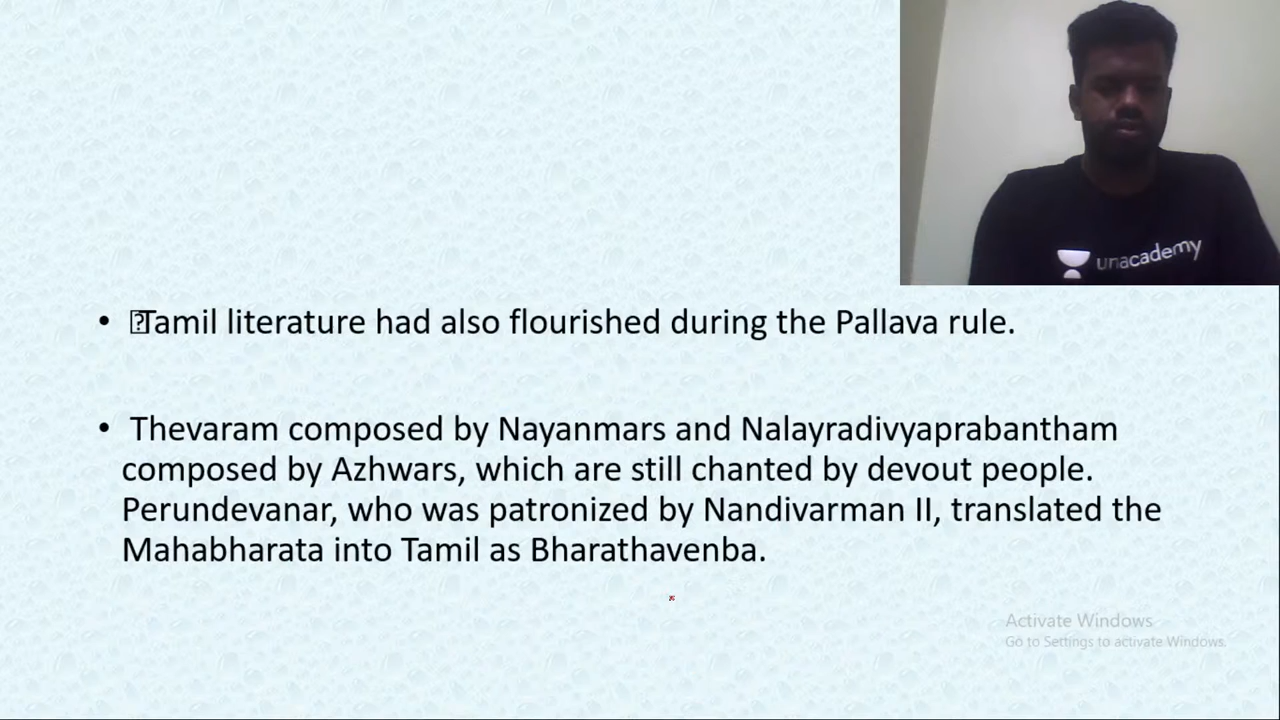 unacademy
• Tamil literature had also flourished during the Pallava rule.
• Thevaram composed by Nayanmars and Nalayradivyaprabantham
composed by Azhwars, which are still chanted by devout people.
Perundevanar, who was patronized by Nandivarman II, translated the
Mahabharata into Tamil as Bharathavenba.
Activate Windows
Go to Settings to activate Windows.